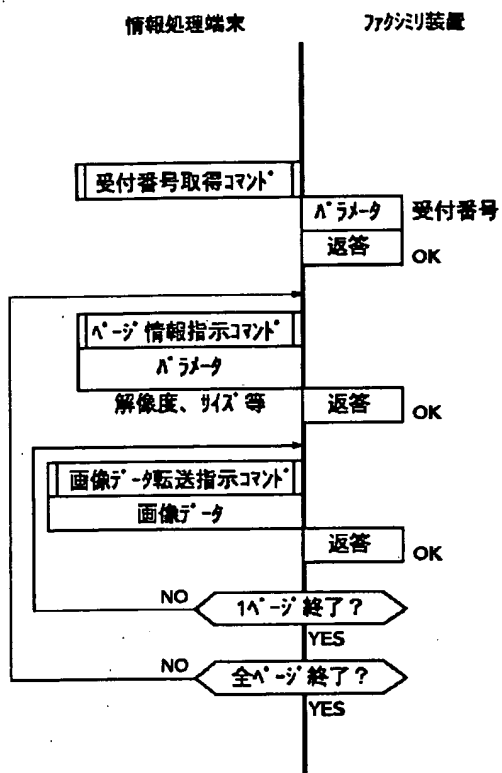 情報処理端末 ファクシミリ装置
受付番号取得コマンド
パラメータ 受付番号
返答 OK
ページ情報指示コマンド
パラメータ
解像度、サイズ等 返答 OK
画像データ転送指示コマンド
画像データ
返答 OK
NO 1ページ終了？
YES
NO 全ページ終了？
YES